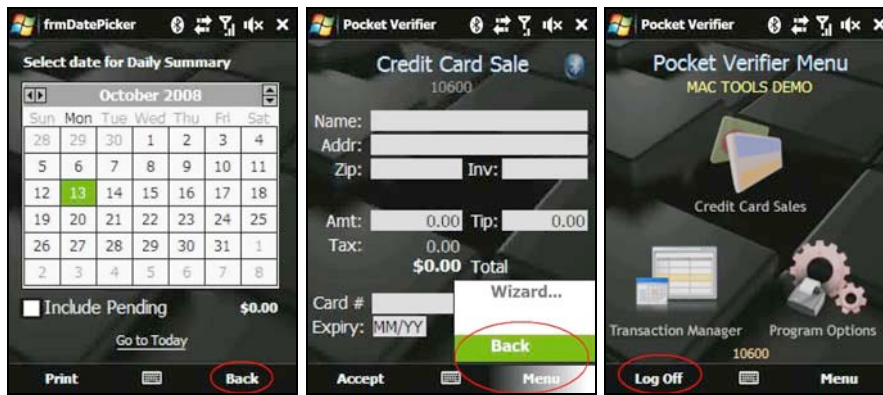 frmDatePicker
Select date for Daily Summary
October 2008
Sun Mon Tue Wed Thu Fri Sat
28 29 30 1 2 3 4
5 6 7 8 9 10 11
12 13 14 15 16 17 18
19 20 21 22 23 24 25
26 27 28 29 30 31 1
2 3 4 5 6 7 8
Include Pending $0.00
Go to Today
Print Back
Pocket Verifier
Credit Card Sale
10600
Name:
Addr:
Zip: Inv:
Amt: 0.00 Tip: 0.00
Tax: 0.00
$0.00 Total
Card #
Expiry: MM/YY
Wizard...
Back
Accept Menu
Pocket Verifier
Pocket Verifier Menu
MAC TOOLS DEMO
Credit Card Sales
Transaction Manager Program Options
10600
Log Off Menu